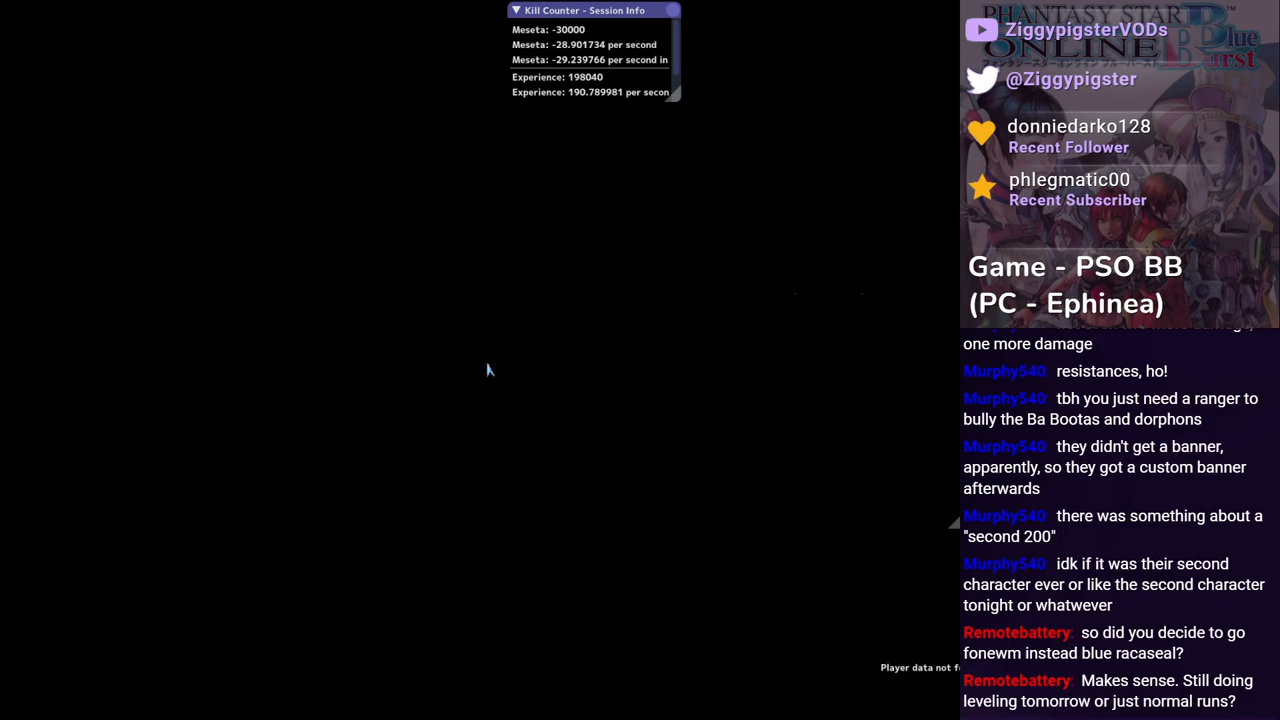 Kill Counter - Session Info
Meseta: -30000
Meseta: -28.901734 per second
Meseta: -29.239766 per second in
Experience: 198040
Experience: 190.789981 per secon
Player data not f
PHANTASY STAR
ONLINE Blue Burst
ZiggypigsterVODs
@Ziggypigster
donniedarko128
Recent Follower
phlegmatic00
Recent Subscriber
Game - PSO BB
(PC - Ephinea)
one more damage
Murphy540: resistances, ho!
Murphy540: tbh you just need a ranger to
bully the Ba Bootas and dorphons
Murphy540: they didn't get a banner,
apparently, so they got a custom banner
afterwards
Murphy540: there was something about a
"second 200"
Murphy540: idk if it was their second
character ever or like the second character
tonight or whatwever
Remotebattery: so did you decide to go
fonewm instead blue racaseal?
Remotebattery: Makes sense. Still doing
leveling tomorrow or just normal runs?